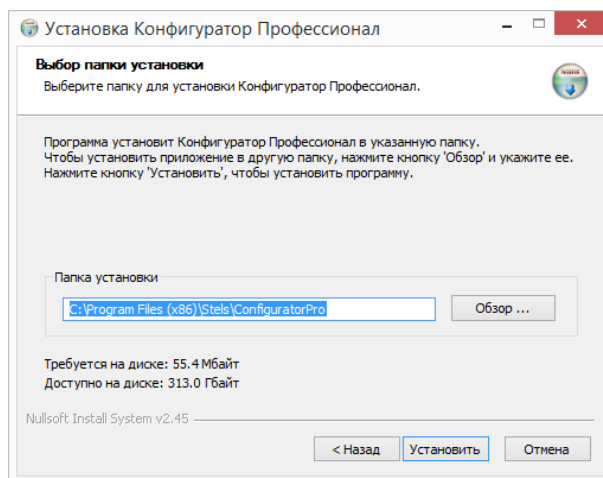 Установка Конфигуратор Профессионал
Выбор папки установки
Выберите папку для установки Конфигуратор Профессионал.
Программа установит Конфигуратор Профессионал в указанную папку.
Чтобы установить приложение в другую папку, нажмите кнопку 'Обзор' и укажите ее.
Нажмите кнопку 'Установить', чтобы установить программу.
Папка установки
C:\Program Files (x86)\Stels\ConfiguratorPro
Обзор ...
Требуется на диске: 55.4 Мбайт
Доступно на диске: 313.0 Гбайт
Nullsoft Install System v2.45
< Назад
Установить
Отмена